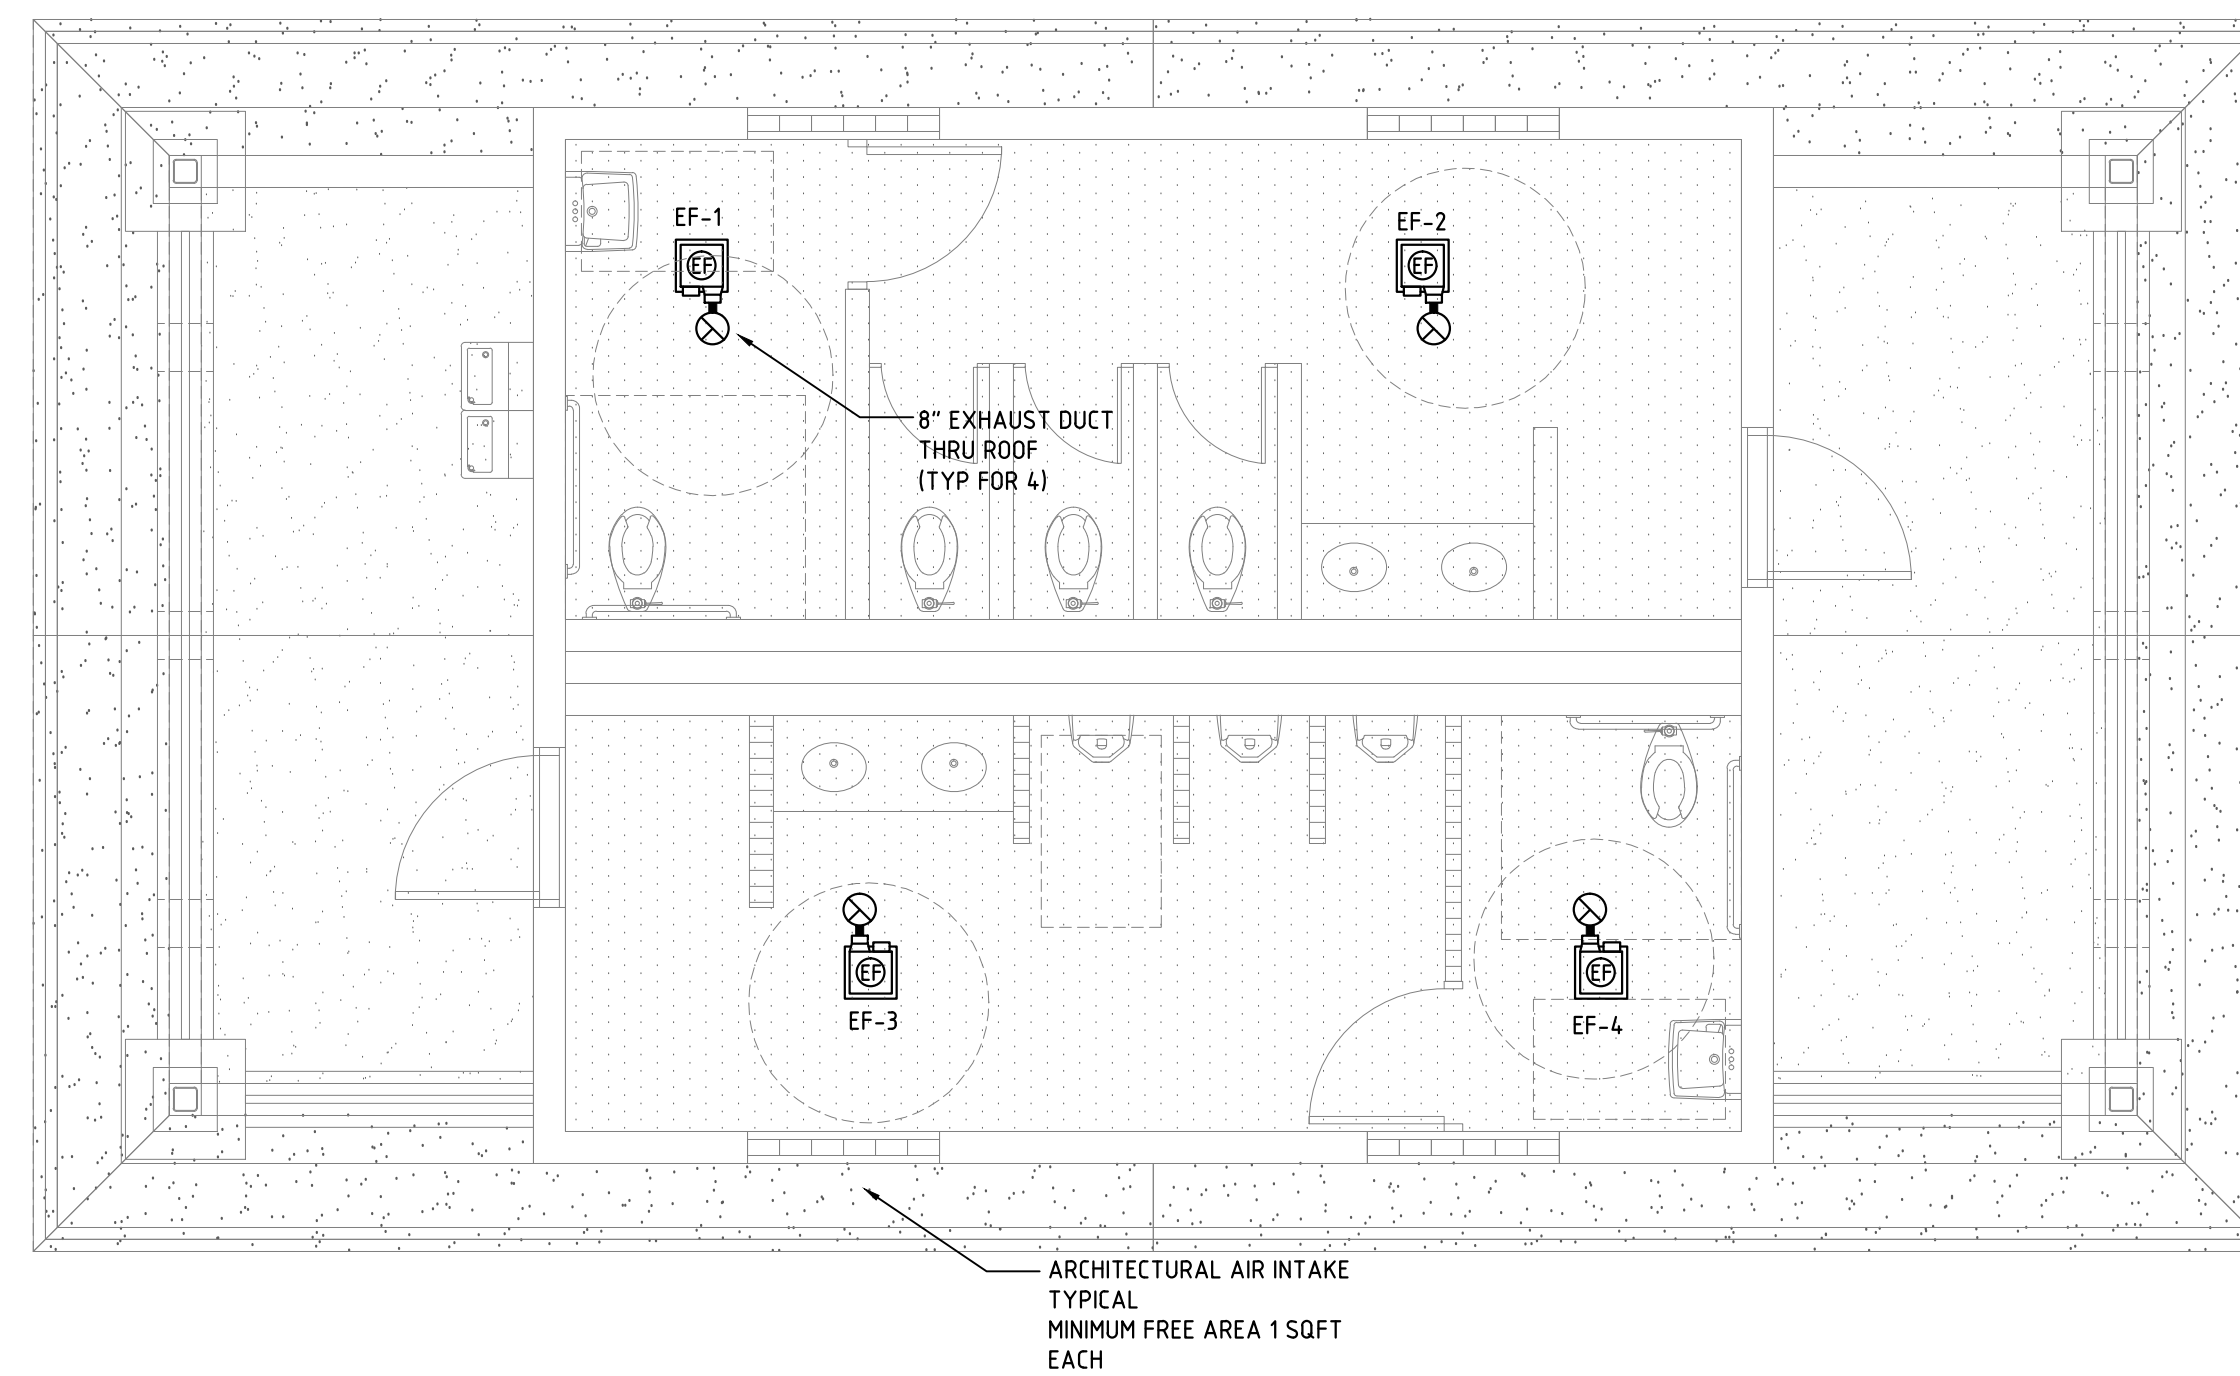 EF-1
EF
EF-2
EF
8" EXHAUST DUCT
THRU ROOF
(TYP FOR 4)
EF
EF-3
EF
EF-4
ARCHITECTURAL AIR INTAKE
TYPICAL
MINIMUM FREE AREA 1 SQFT
EACH